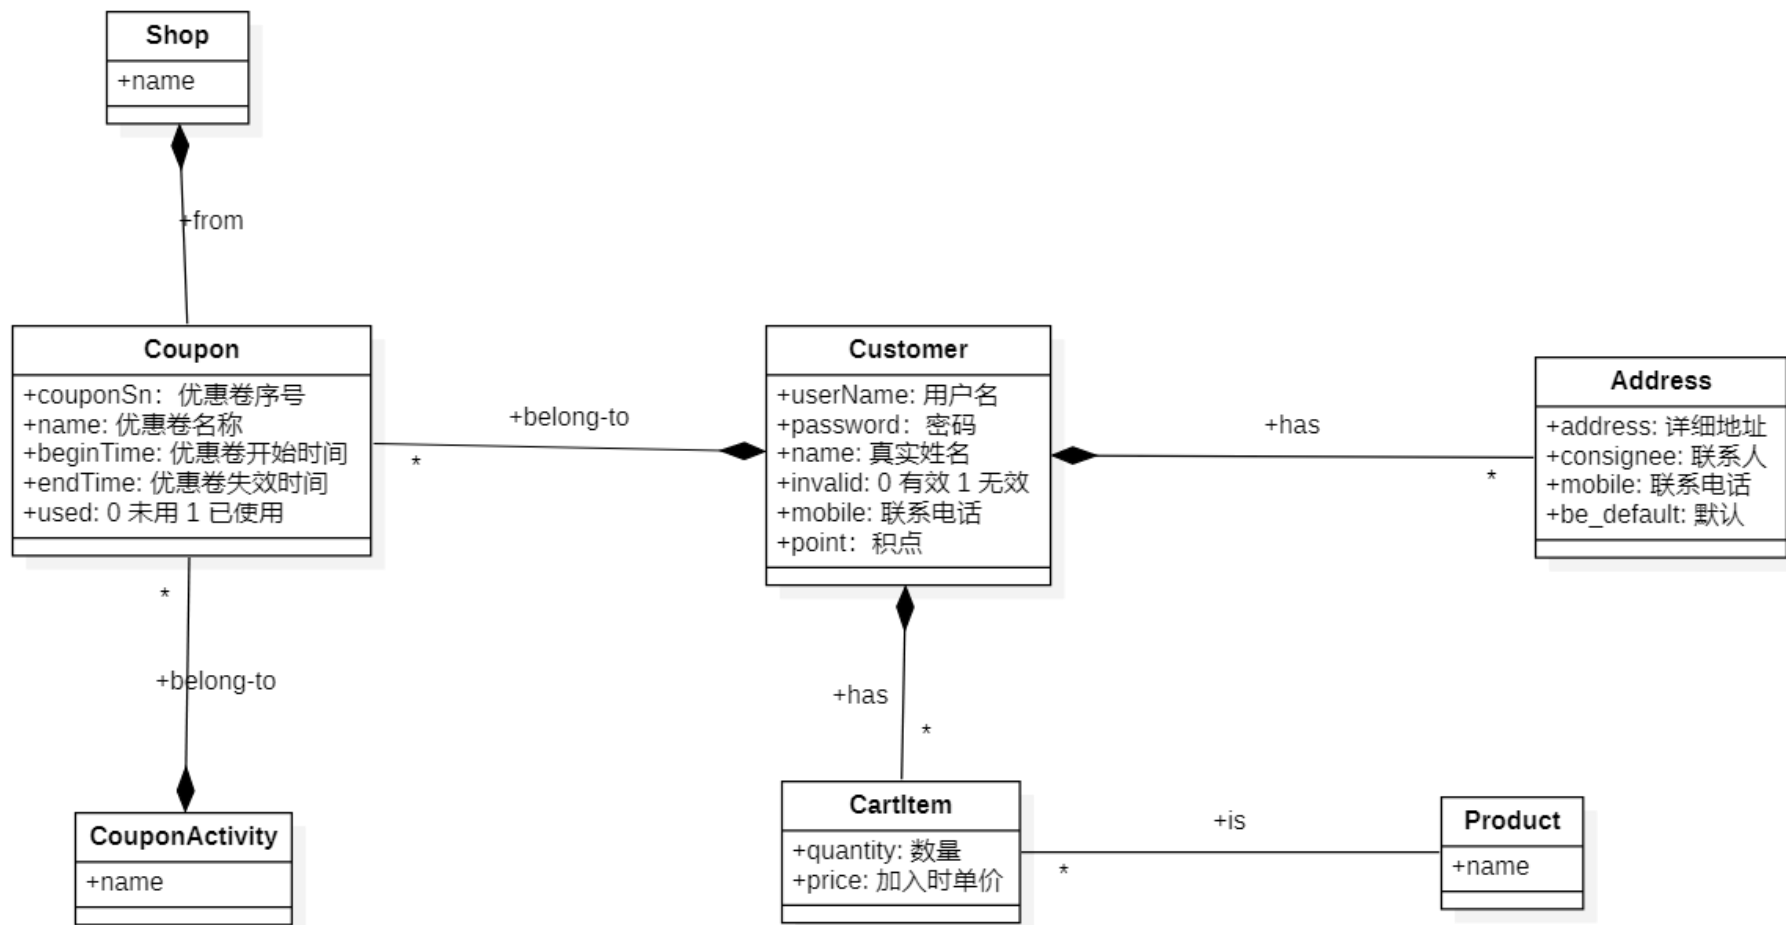 Shop
+name
+from
Coupon
+couponSn：优惠卷序号
+name: 优惠卷名称
+beginTime: 优惠卷开始时间
+endTime: 优惠卷失效时间
+used: 0 未用 1 已使用
+belong-to
*
Customer
+userName: 用户名
+password：密码
+name: 真实姓名
+invalid: 0 有效 1 无效
+mobile: 联系电话
+point：积点
+has
*
Address
+address: 详细地址
+consignee: 联系人
+mobile: 联系电话
+be_default: 默认
*
+belong-to
CouponActivity
+name
+has
*
CartItem
+quantity: 数量
+price: 加入时单价
+is
*
Product
+name